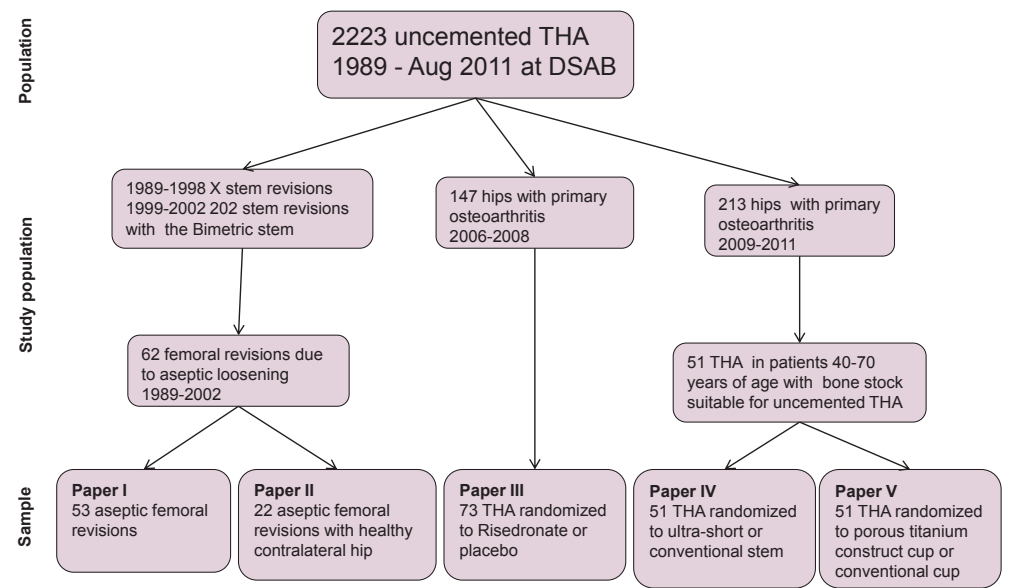 Population
2223 uncemented THA
1989 - Aug 2011 at DSAB
Study population
1989-1998 X stem revisions
1999-2002 202 stem revisions
with the Bimetric stem
147 hips with primary
osteoarthritis
2006-2008
213 hips with primary
osteoarthritis
2009-2011
62 femoral revisions due
to aseptic loosening
1989-2002
51 THA in patients 40-70
years of age with bone stock
suitable for uncemented THA
Sample
Paper I
53 aseptic femoral
revisions
Paper II
22 aseptic femoral
revisions with healthy
contralateral hip
Paper III
73 THA randomized
to Risedronate or
placebo
Paper IV
51 THA randomized
to ultra-short or
conventional stem
Paper V
51 THA randomized
to porous titanium
construct cup or
conventional cup